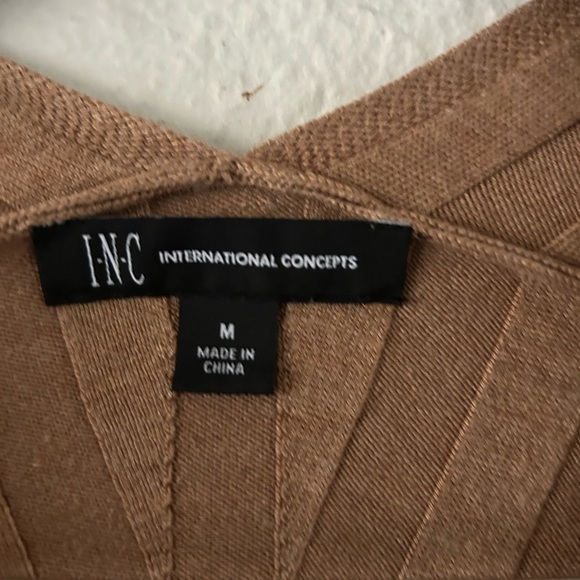 I·N·C INTERNATIONAL CONCEPTS
M
MADE IN
CHINA